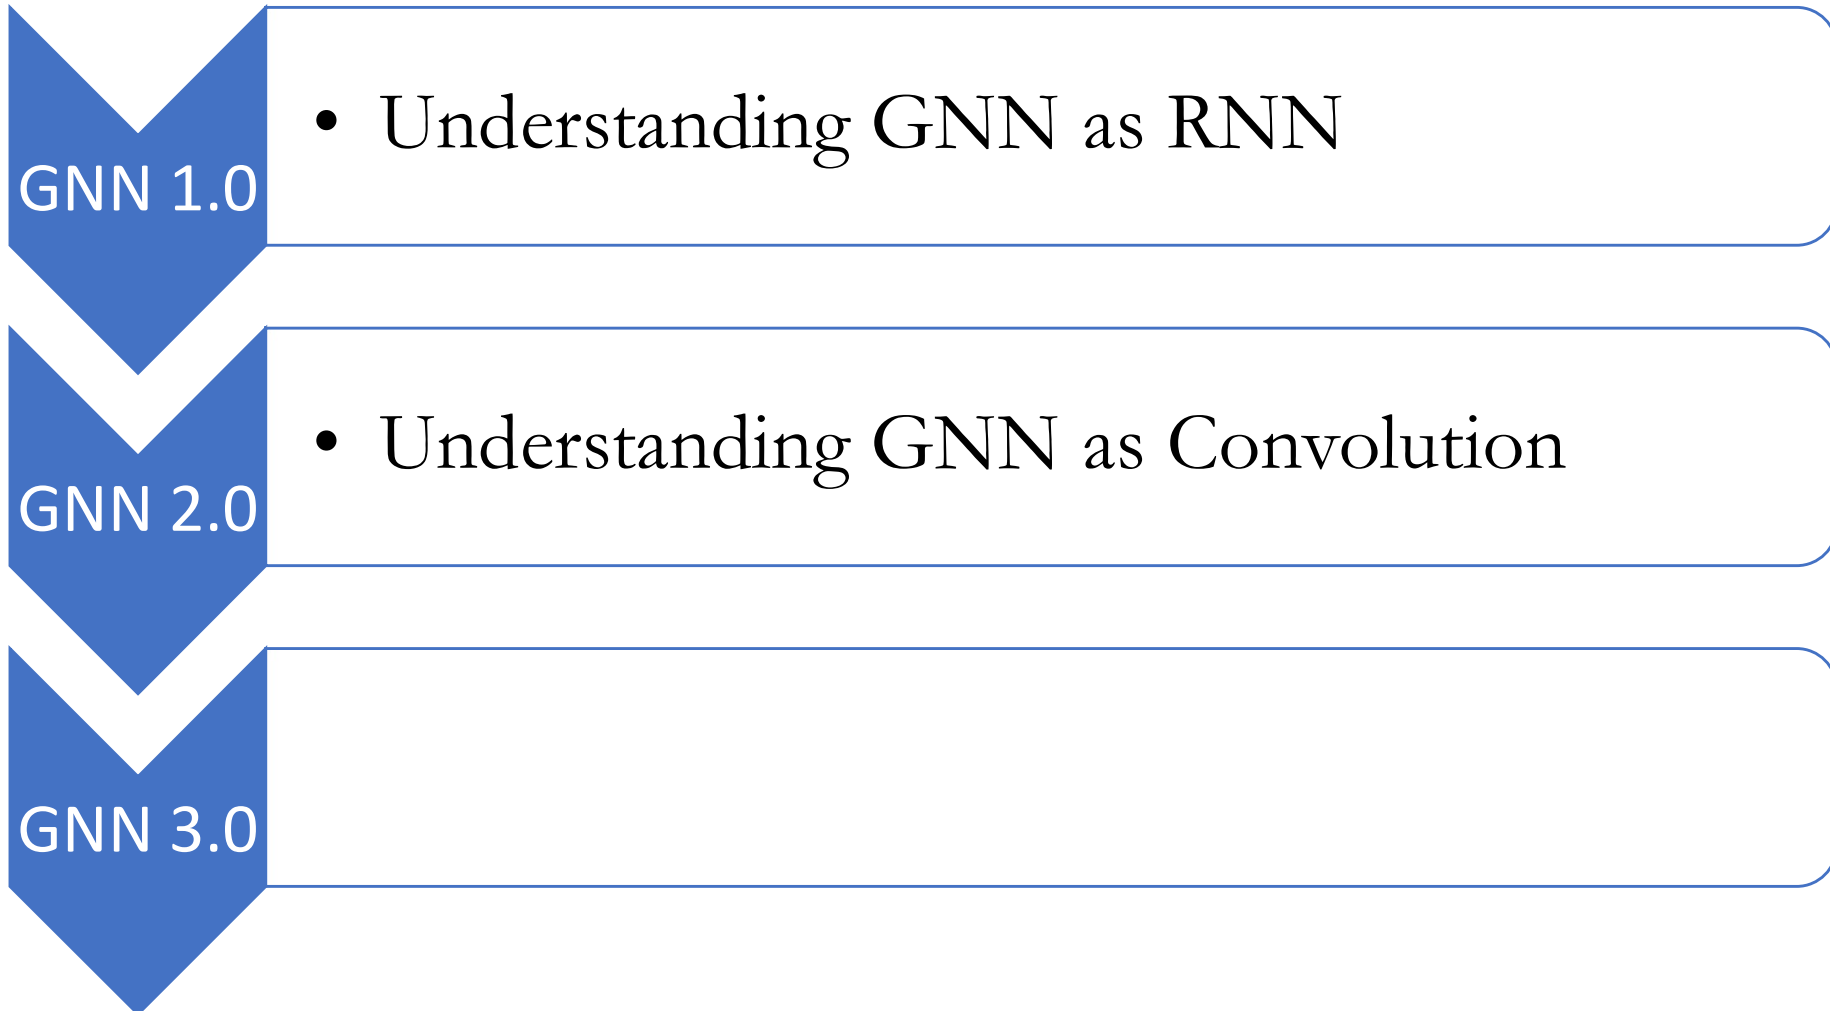 GNN 1.0
• Understanding GNN as RNN
GNN 2.0
• Understanding GNN as Convolution
GNN 3.0